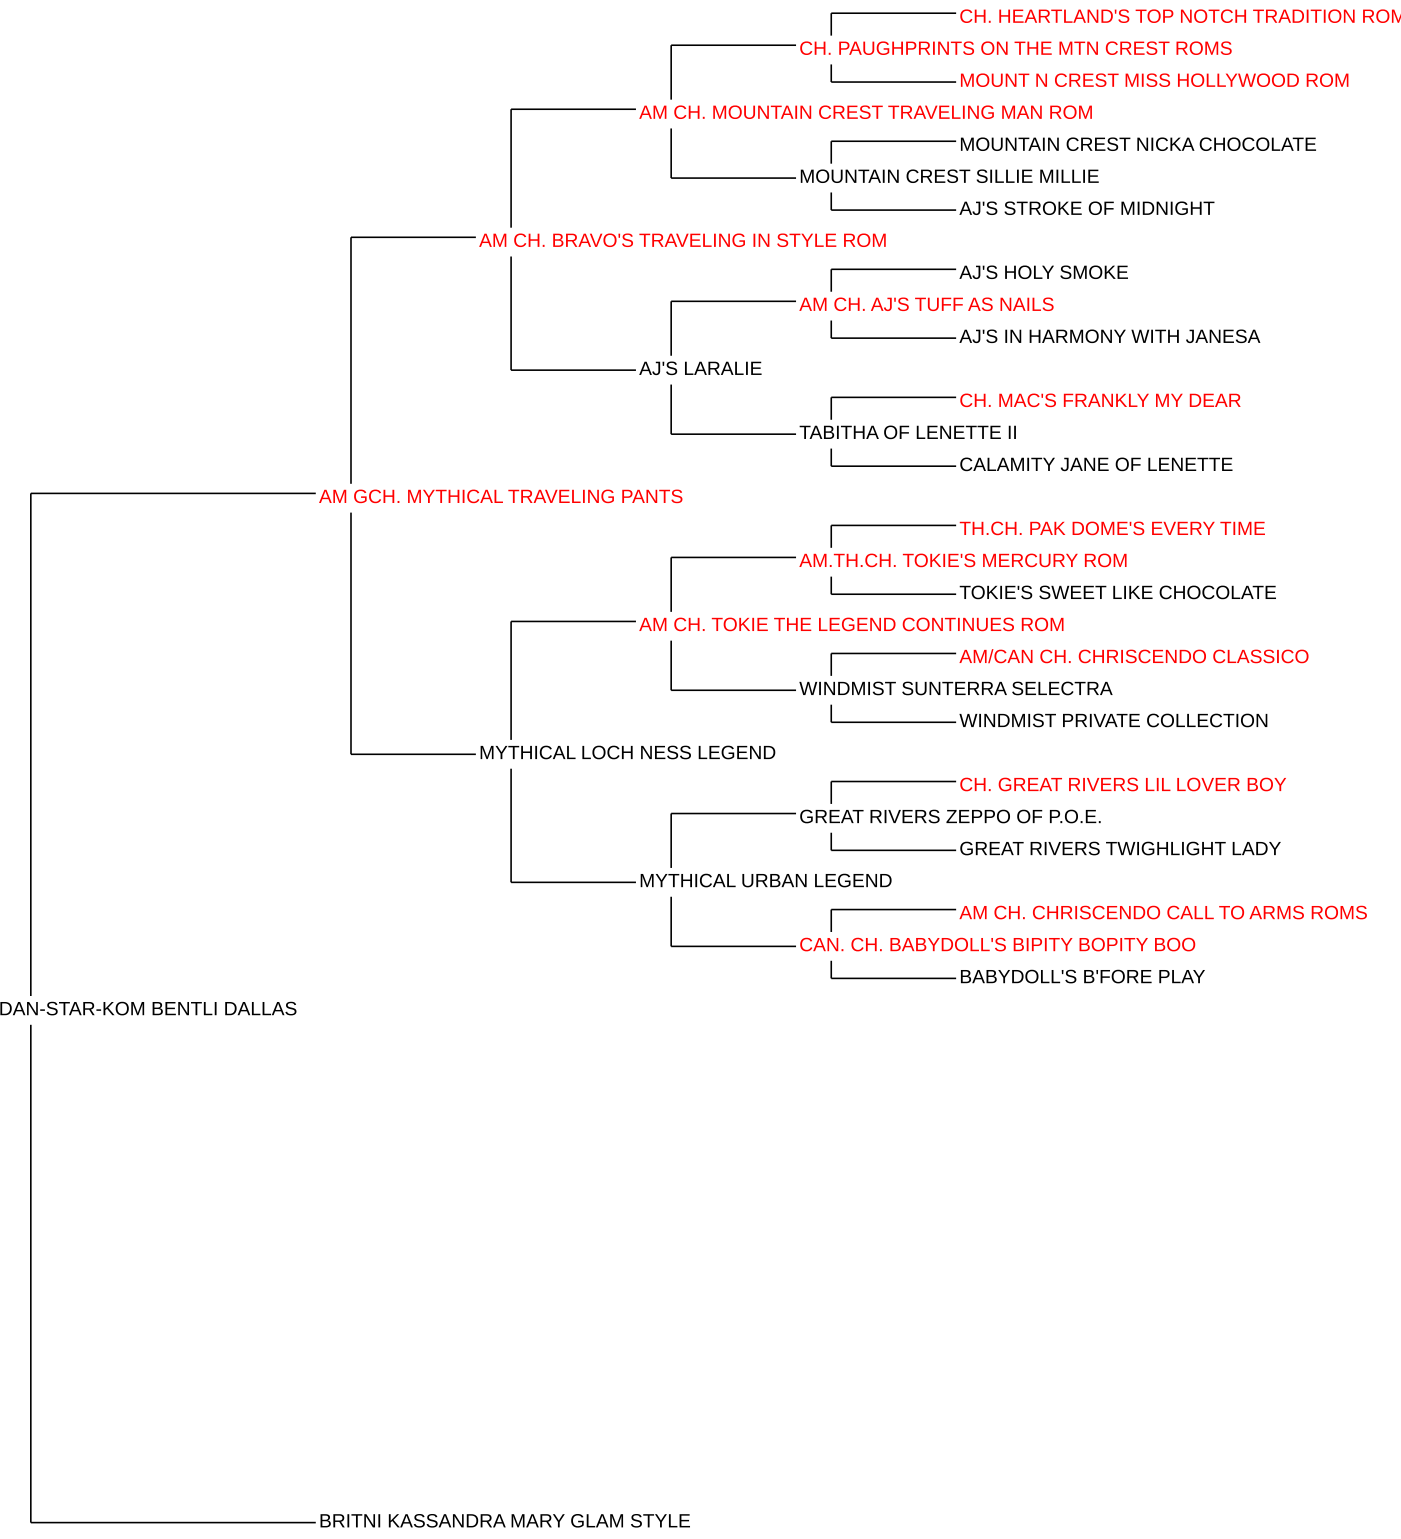 CH. HEARTLAND'S TOP NOTCH TRADITION ROM
CH. PAUGHPRINTS ON THE MTN CREST ROMS
MOUNT N CREST MISS HOLLYWOOD ROM
AM CH. MOUNTAIN CREST TRAVELING MAN ROM
MOUNTAIN CREST NICKA CHOCOLATE
MOUNTAIN CREST SILLIE MILLIE
AJ'S STROKE OF MIDNIGHT
AM CH. BRAVO'S TRAVELING IN STYLE ROM
AJ'S HOLY SMOKE
AM CH. AJ'S TUFF AS NAILS
AJ'S IN HARMONY WITH JANESA
AJ'S LARALIE
CH. MAC'S FRANKLY MY DEAR
TABITHA OF LENETTE II
CALAMITY JANE OF LENETTE
AM GCH. MYTHICAL TRAVELING PANTS
TH.CH. PAK DOME'S EVERY TIME
AM.TH.CH. TOKIE'S MERCURY ROM
TOKIE'S SWEET LIKE CHOCOLATE
AM CH. TOKIE THE LEGEND CONTINUES ROM
AM/CAN CH. CHRISCENDO CLASSICO
WINDMIST SUNTERRA SELECTRA
WINDMIST PRIVATE COLLECTION
MYTHICAL LOCH NESS LEGEND
CH. GREAT RIVERS LIL LOVER BOY
GREAT RIVERS ZEPPO OF P.O.E.
GREAT RIVERS TWIGHLIGHT LADY
MYTHICAL URBAN LEGEND
AM CH. CHRISCENDO CALL TO ARMS ROMS
CAN. CH. BABYDOLL'S BIPITY BOPITY BOO
BABYDOLL'S B'FORE PLAY
DAN-STAR-KOM BENTLI DALLAS
BRITNI KASSANDRA MARY GLAM STYLE